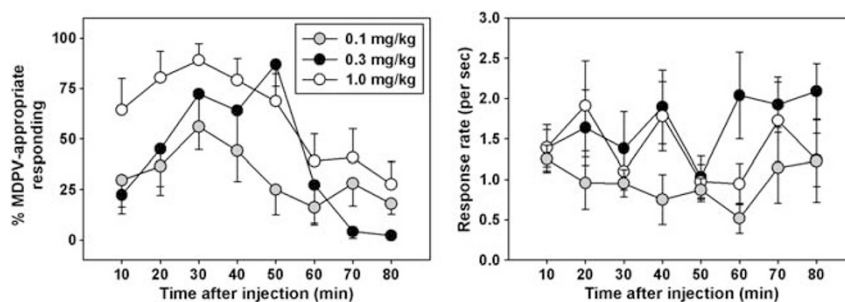 % MDPV-appropriate
responding
100
75
50
25
0
0.1 mg/kg
0.3 mg/kg
1.0 mg/kg
10 20 30 40 50 60 70 80
Time after injection (min)
Response rate (per sec)
3.0
2.5
2.0
1.5
1.0
0.5
0.0
10 20 30 40 50 60 70 80
Time after injection (min)